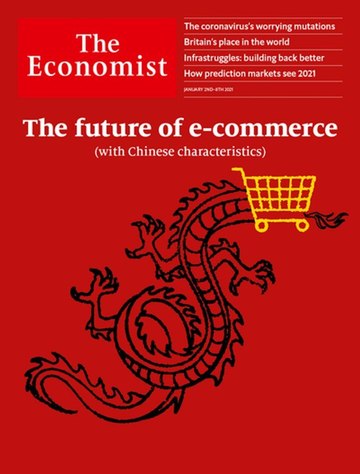 The
Economist
The coronavirus's worrying mutations
Britain's place in the world
Infrastruggles: building back better
How prediction markets see 2021
JANUARY 2ND–8TH 2021
The future of e-commerce
(with Chinese characteristics)